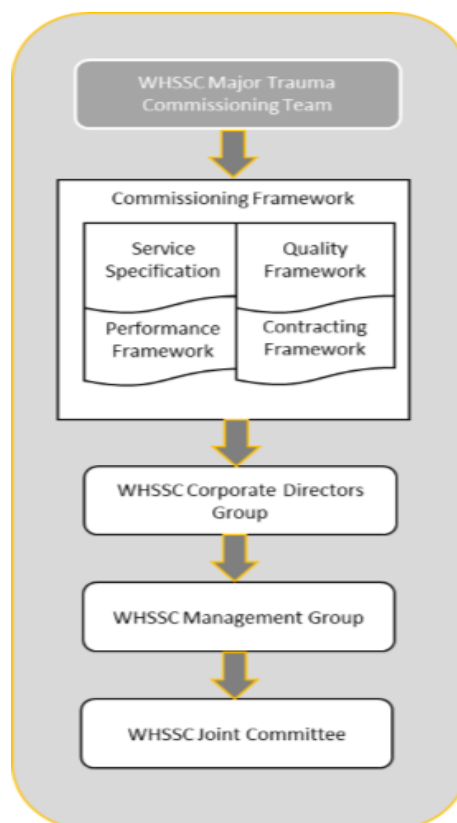 WHSSC Major Trauma
Commissioning Team
Commissioning Framework
Service
Specification
Quality
Framework
Performance
Framework
Contracting
Framework
WHSSC Corporate Directors
Group
WHSSC Management Group
WHSSC Joint Committee